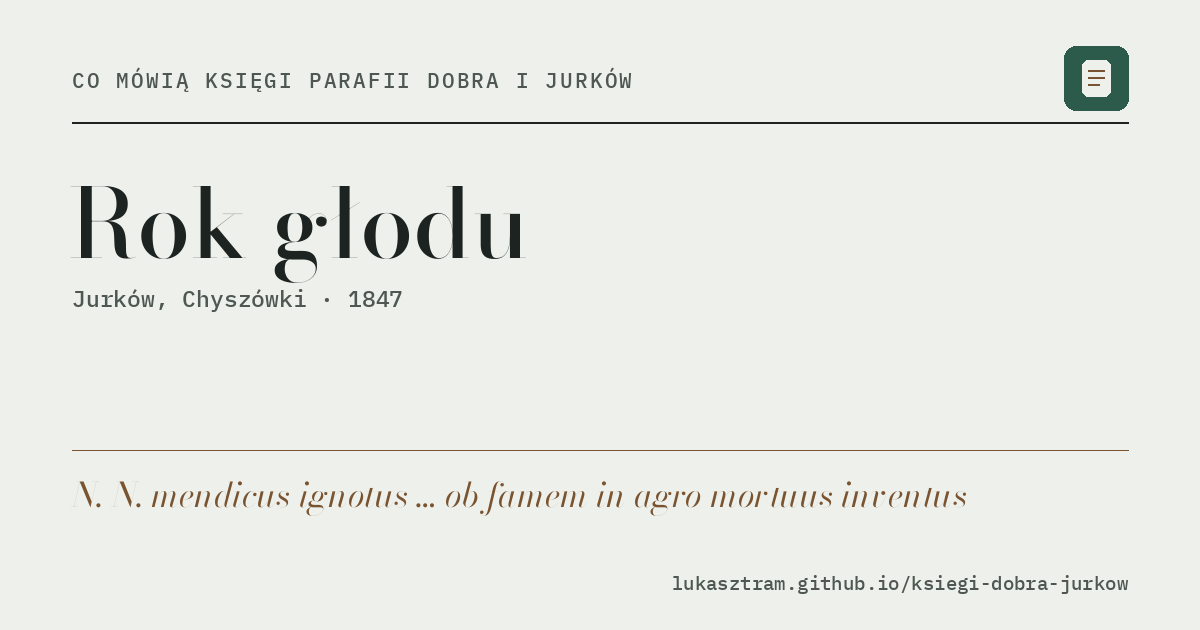 CO MÓWIĄ KSIĘGI PARAFII DOBRA I JURKÓW
Rok głodu
Jurków, Chyszówki · 1847
N. N. mendicus ignotus ... ob famem in agro mortuus inventus
lukasztram.github.io/ksiegi-dobra-jurkow